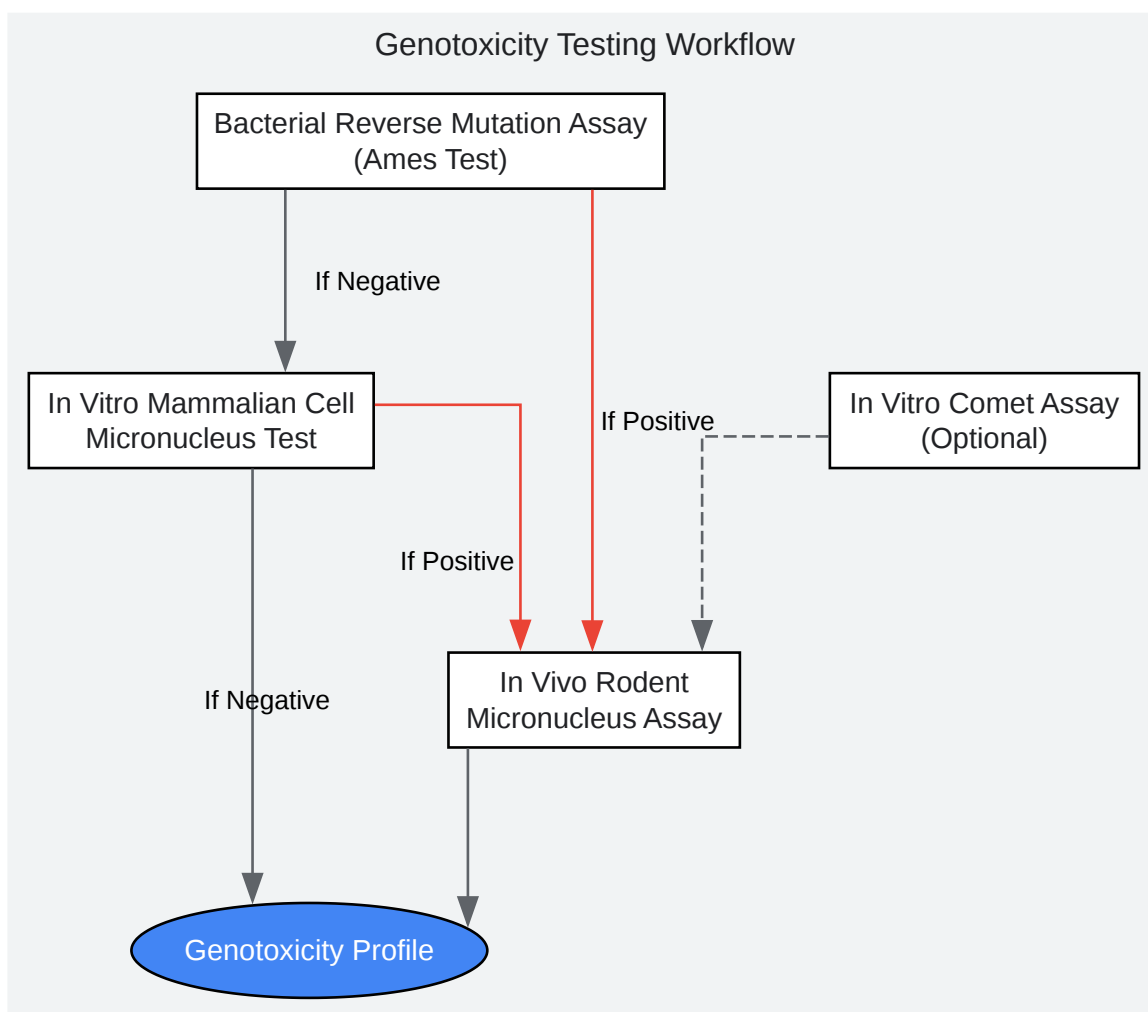 Genotoxicity Testing Workflow
Bacterial Reverse Mutation Assay
(Ames Test)
If Negative
In Vitro Mammalian Cell
Micronucleus Test
If Positive
In Vitro Comet Assay
(Optional)
If Positive
In Vivo Rodent
Micronucleus Assay
If Negative
Genotoxicity Profile